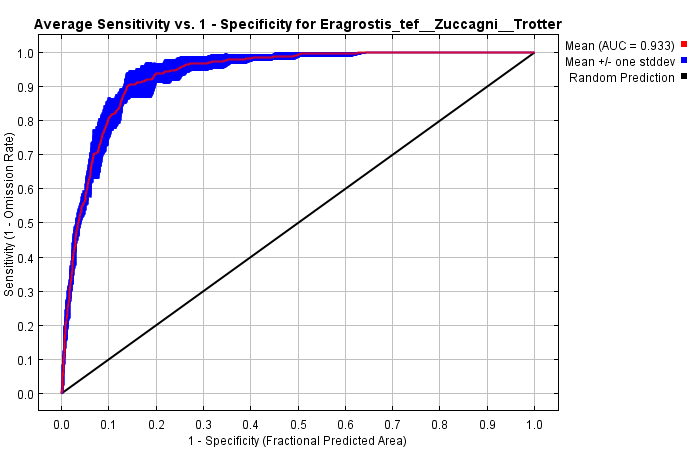 Average Sensitivity vs. 1 - Specificity for Eragrostis_tef__Zuccagni__Trotter
Mean (AUC = 0.933)
Mean +/- one stddev
Random Prediction
Sensitivity (1 - Omission Rate)
1.0
0.9
0.8
0.7
0.6
0.5
0.4
0.3
0.2
0.1
0.0
0.0 0.1 0.2 0.3 0.4 0.5 0.6 0.7 0.8 0.9 1.0
1 - Specificity (Fractional Predicted Area)